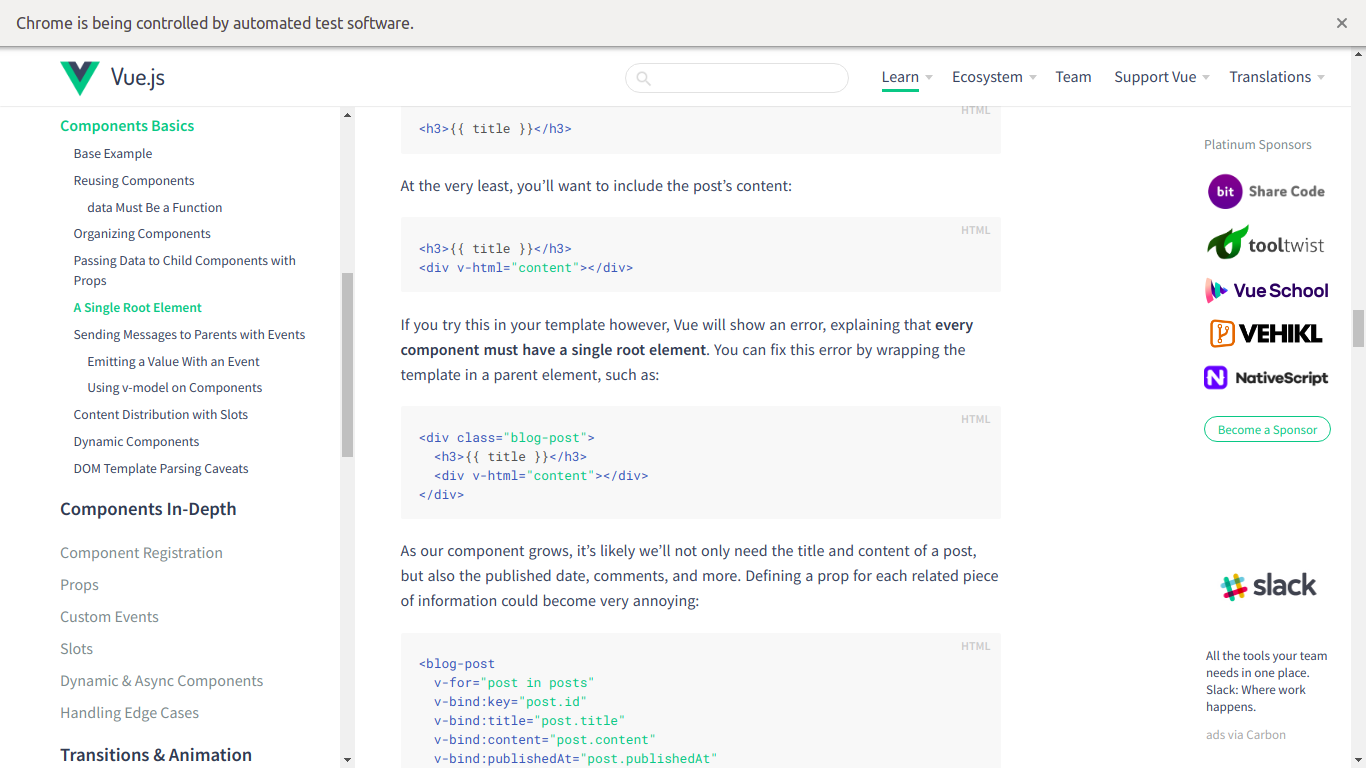 Chrome is being controlled by automated test software.
Vue.js
Learn
Ecosystem
Team
Support Vue
Translations
Components Basics
Base Example
Reusing Components
data Must Be a Function
Organizing Components
Passing Data to Child Components with
Props
A Single Root Element
Sending Messages to Parents with Events
Emitting a Value With an Event
Using v-model on Components
Content Distribution with Slots
Dynamic Components
DOM Template Parsing Caveats
Components In-Depth
Component Registration
Props
Custom Events
Slots
Dynamic & Async Components
Handling Edge Cases
Transitions & Animation
HTML
<h3>{{ title }}</h3>
At the very least, you’ll want to include the post’s content:
HTML
<h3>{{ title }}</h3>
<div v-html="content"></div>
If you try this in your template however, Vue will show an error, explaining that every
component must have a single root element. You can fix this error by wrapping the
template in a parent element, such as:
HTML
<div class="blog-post">
  <h3>{{ title }}</h3>
  <div v-html="content"></div>
</div>
As our component grows, it’s likely we’ll not only need the title and content of a post,
but also the published date, comments, and more. Defining a prop for each related piece
of information could become very annoying:
HTML
<blog-post
  v-for="post in posts"
  v-bind:key="post.id"
  v-bind:title="post.title"
  v-bind:content="post.content"
  v-bind:publishedAt="post.publishedAt"
Platinum Sponsors
bit Share Code
tooltwist
Vue School
VEHIKL
NativeScript
Become a Sponsor
slack
All the tools your team
needs in one place.
Slack: Where work
happens.
ads via Carbon